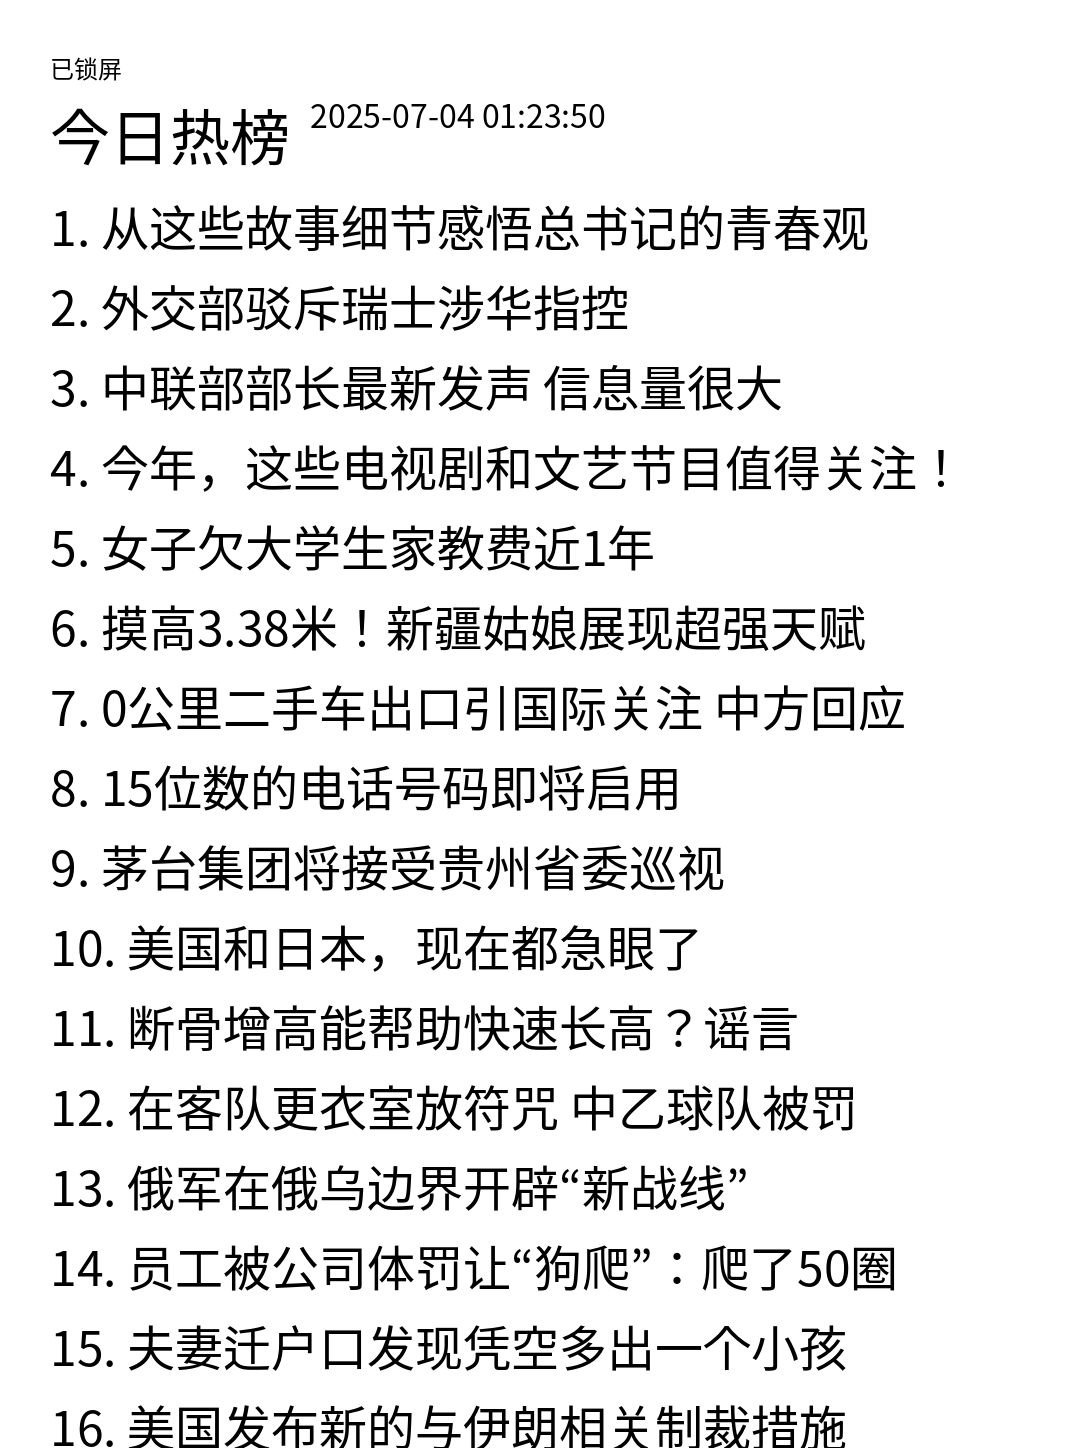 已锁屏
今日热榜 2025-07-04 01:23:50
1. 从这些故事细节感悟总书记的青春观
2. 外交部驳斥瑞士涉华指控
3. 中联部部长最新发声 信息量很大
4. 今年，这些电视剧和文艺节目值得关注！
5. 女子欠大学生家教费近1年
6. 摸高3.38米！新疆姑娘展现超强天赋
7. 0公里二手车出口引国际关注 中方回应
8. 15位数的电话号码即将启用
9. 茅台集团将接受贵州省委巡视
10. 美国和日本，现在都急眼了
11. 断骨增高能帮助快速长高？谣言
12. 在客队更衣室放符咒 中乙球队被罚
13. 俄军在俄乌边界开辟“新战线”
14. 员工被公司体罚让“狗爬”：爬了50圈
15. 夫妻迁户口发现凭空多出一个小孩
16. 美国发布新的与伊朗相关制裁措施